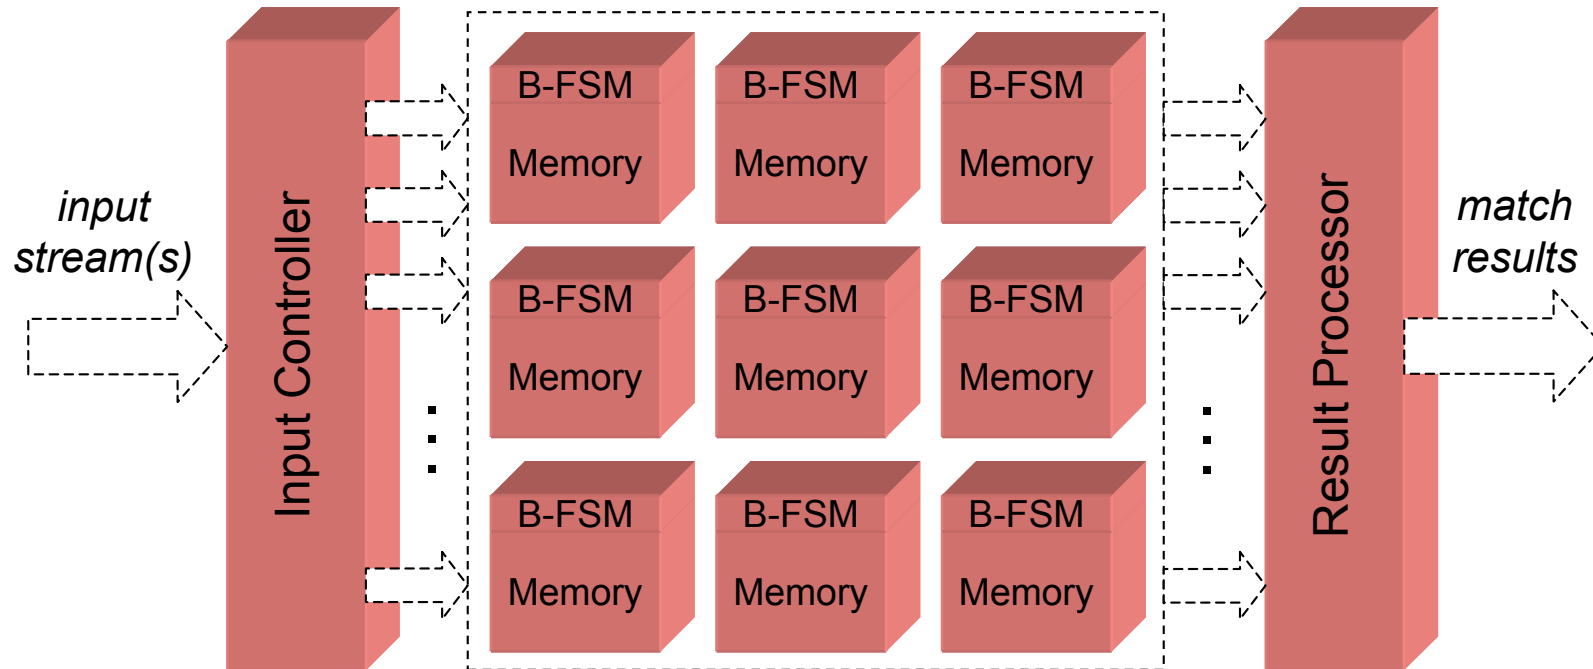 input
stream(s)
Input Controller
B-FSM
Memory
B-FSM
Memory
B-FSM
Memory
B-FSM
Memory
B-FSM
Memory
B-FSM
Memory
B-FSM
Memory
B-FSM
Memory
B-FSM
Memory
Result Processor
match
results